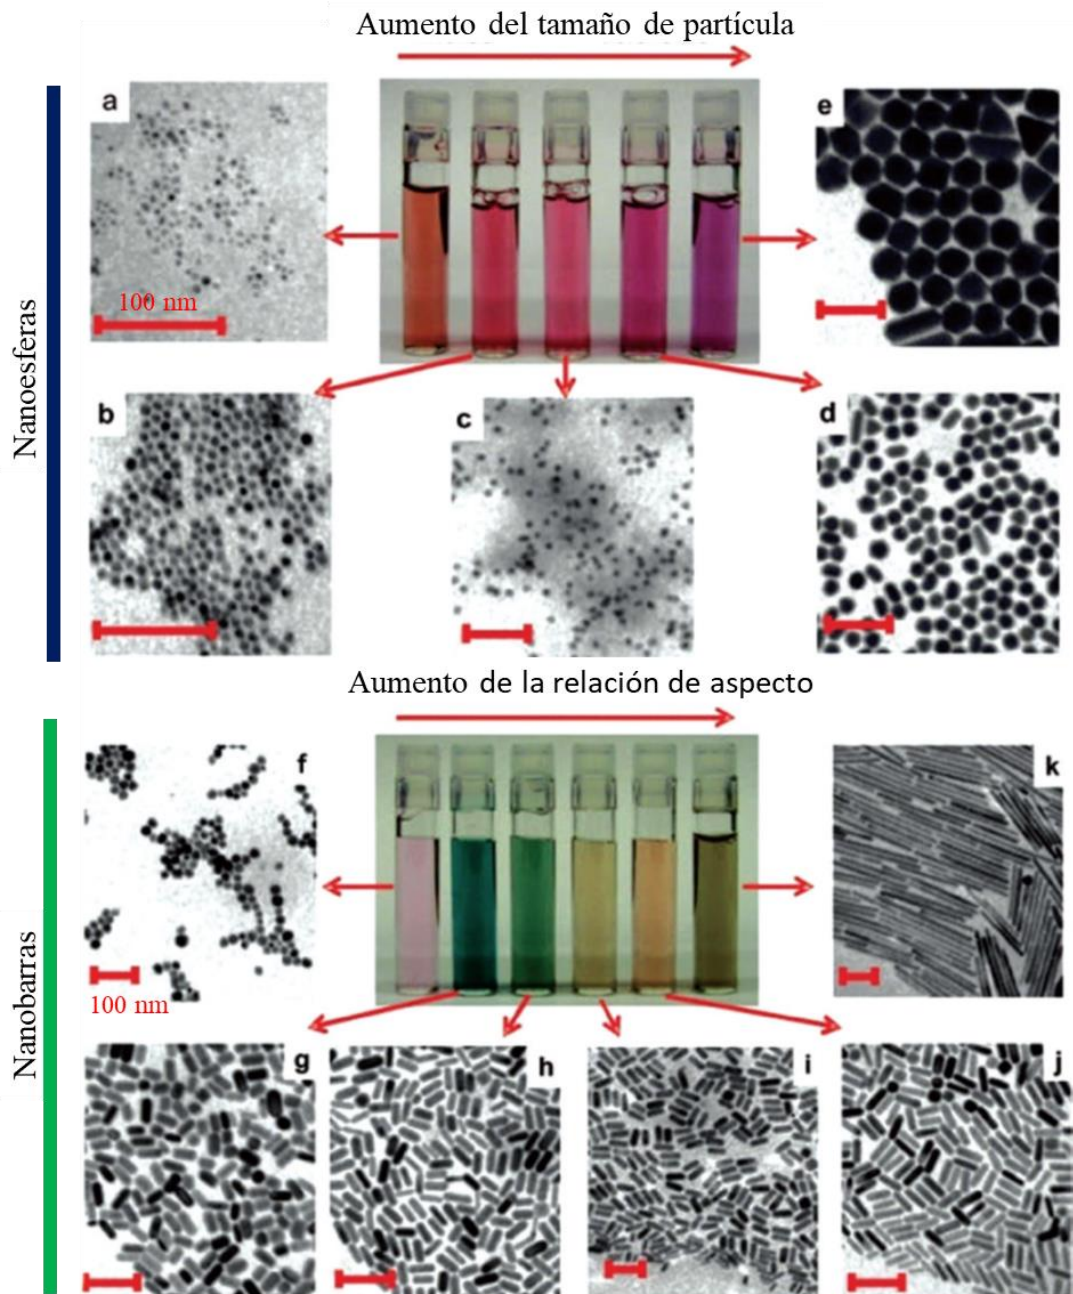 Aumento del tamaño de partícula
a
e
100 nm
Nanoesferas
b
c
d
Aumento de la relación de aspecto
f
k
100 nm
Nanobarras
g
h
i
j